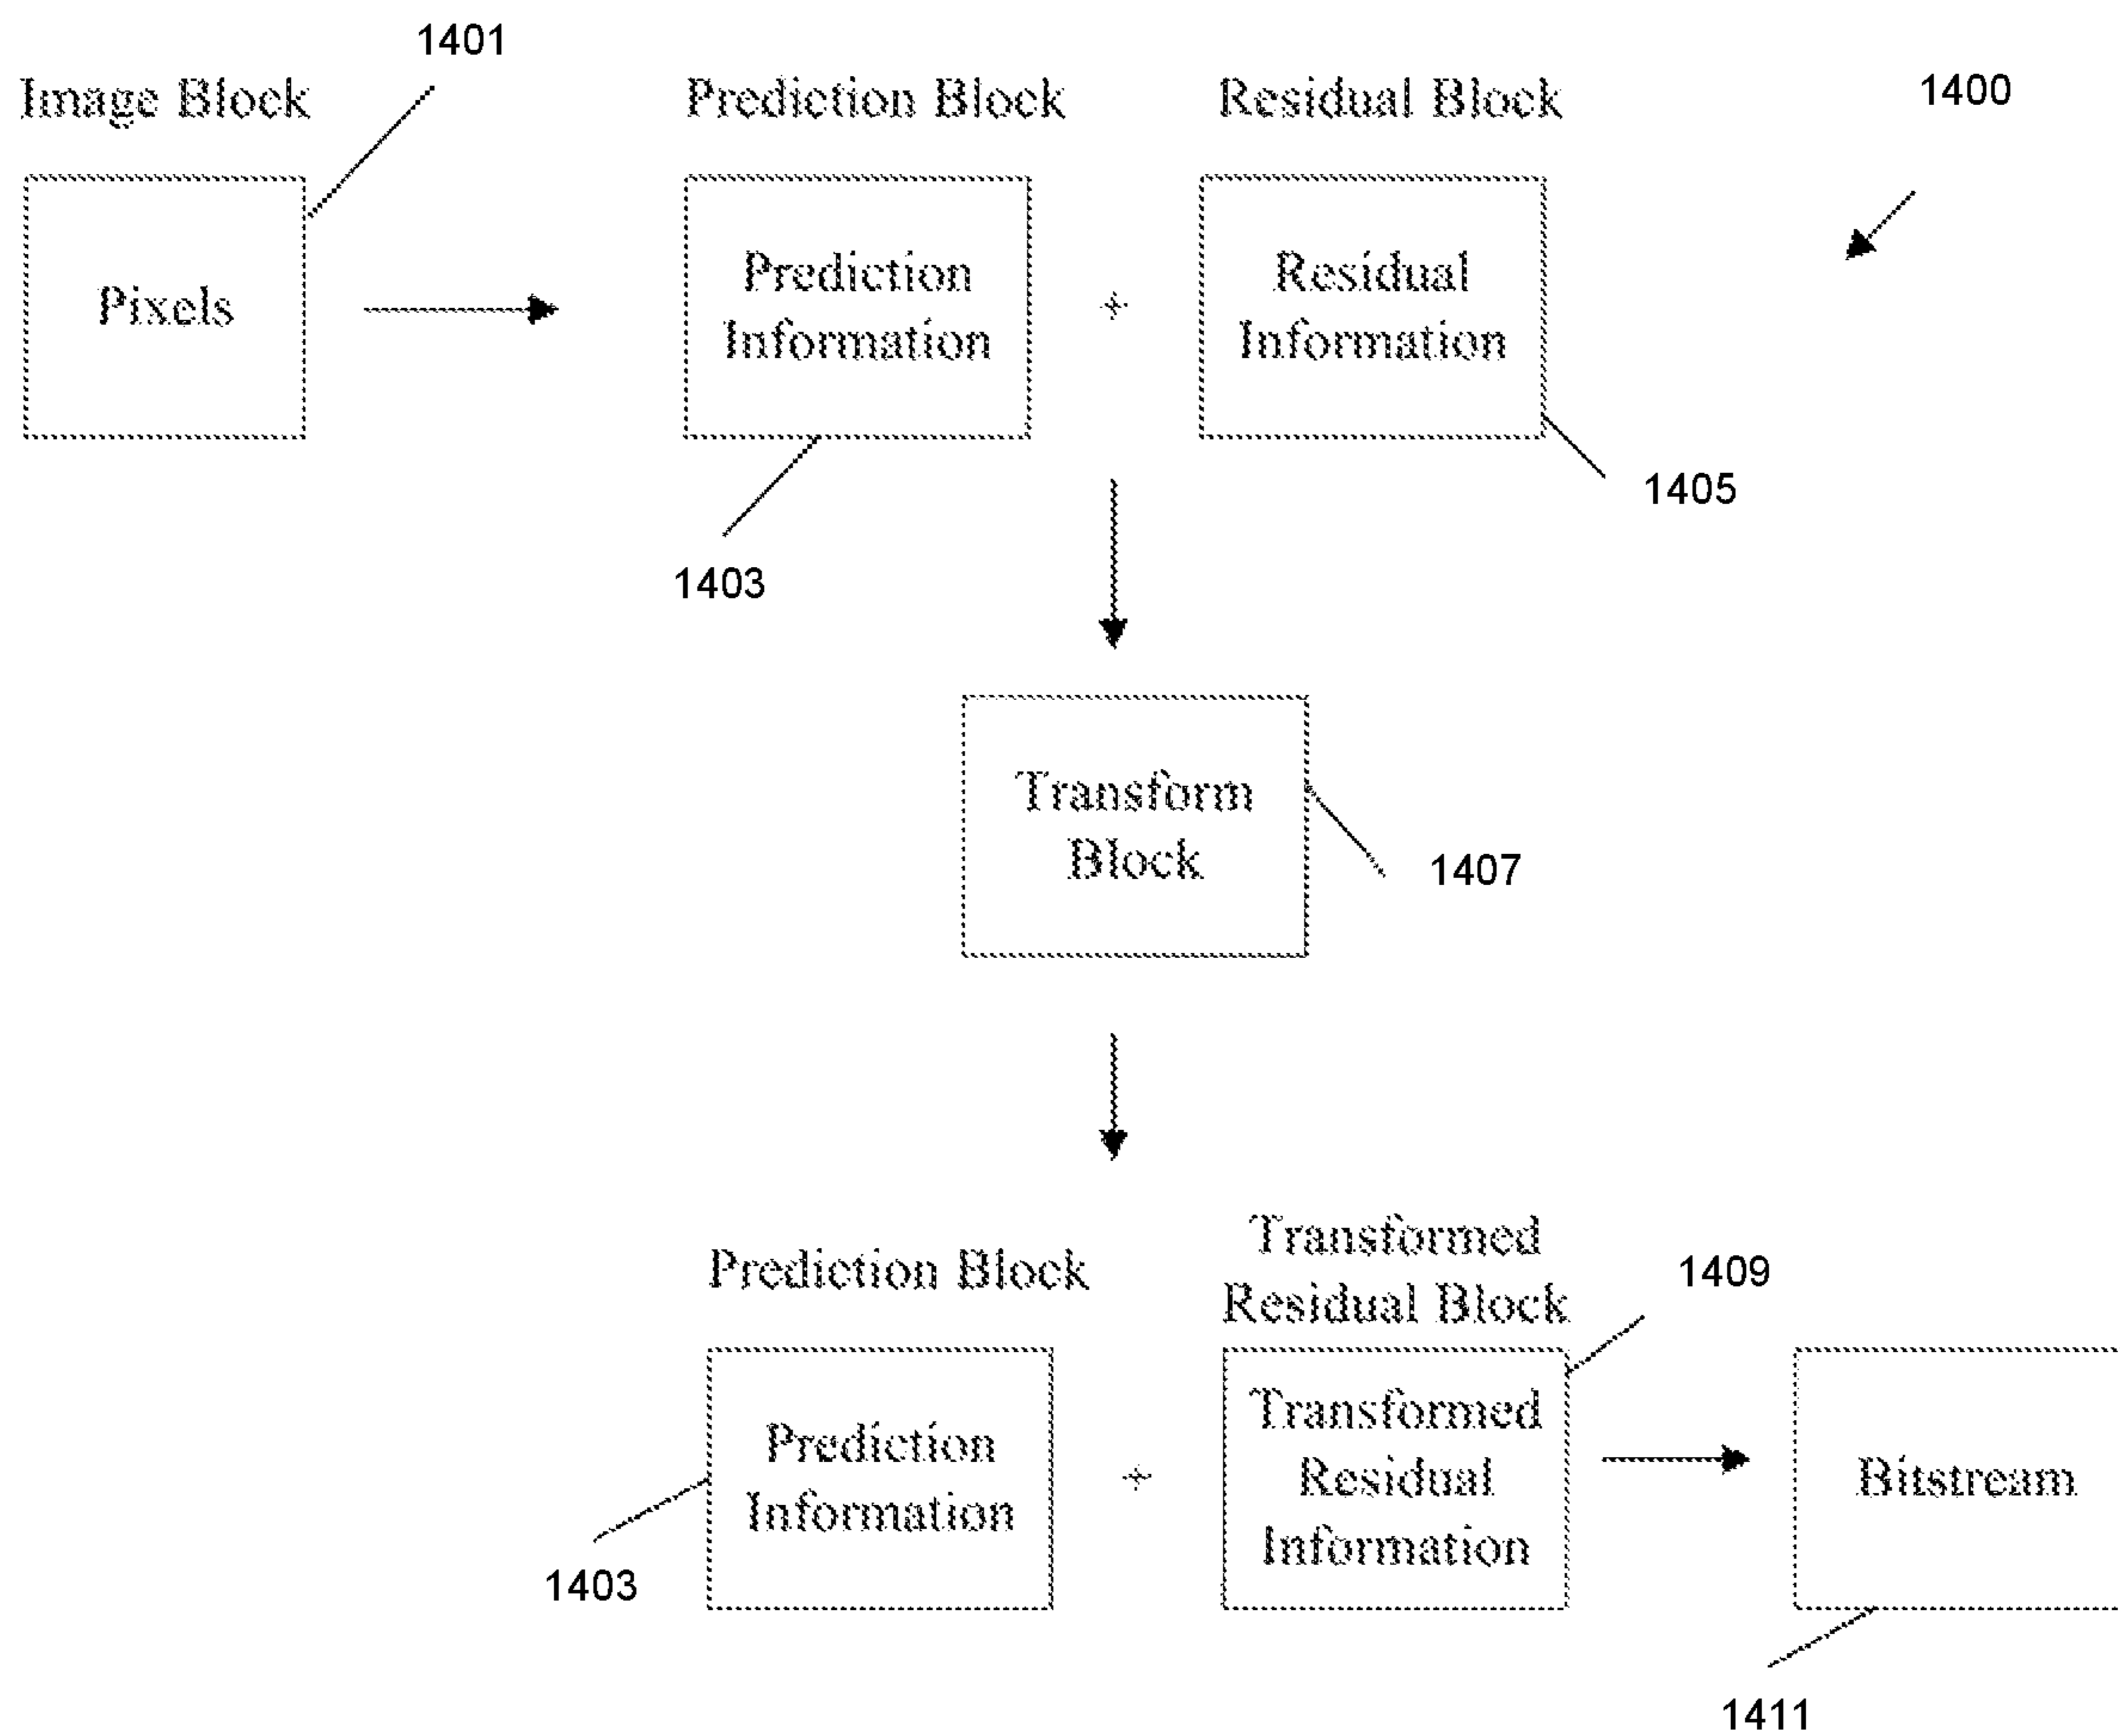 1401
Image Block
Prediction Block
Residual Block
1400
Pixels
Prediction
Information
+
Residual
Information
1403
1405
Transform
Block
1407
Prediction Block
Transformed
Residual Block
1409
Prediction
Information
+
Transformed
Residual
Information
Bitstream
1403
1411